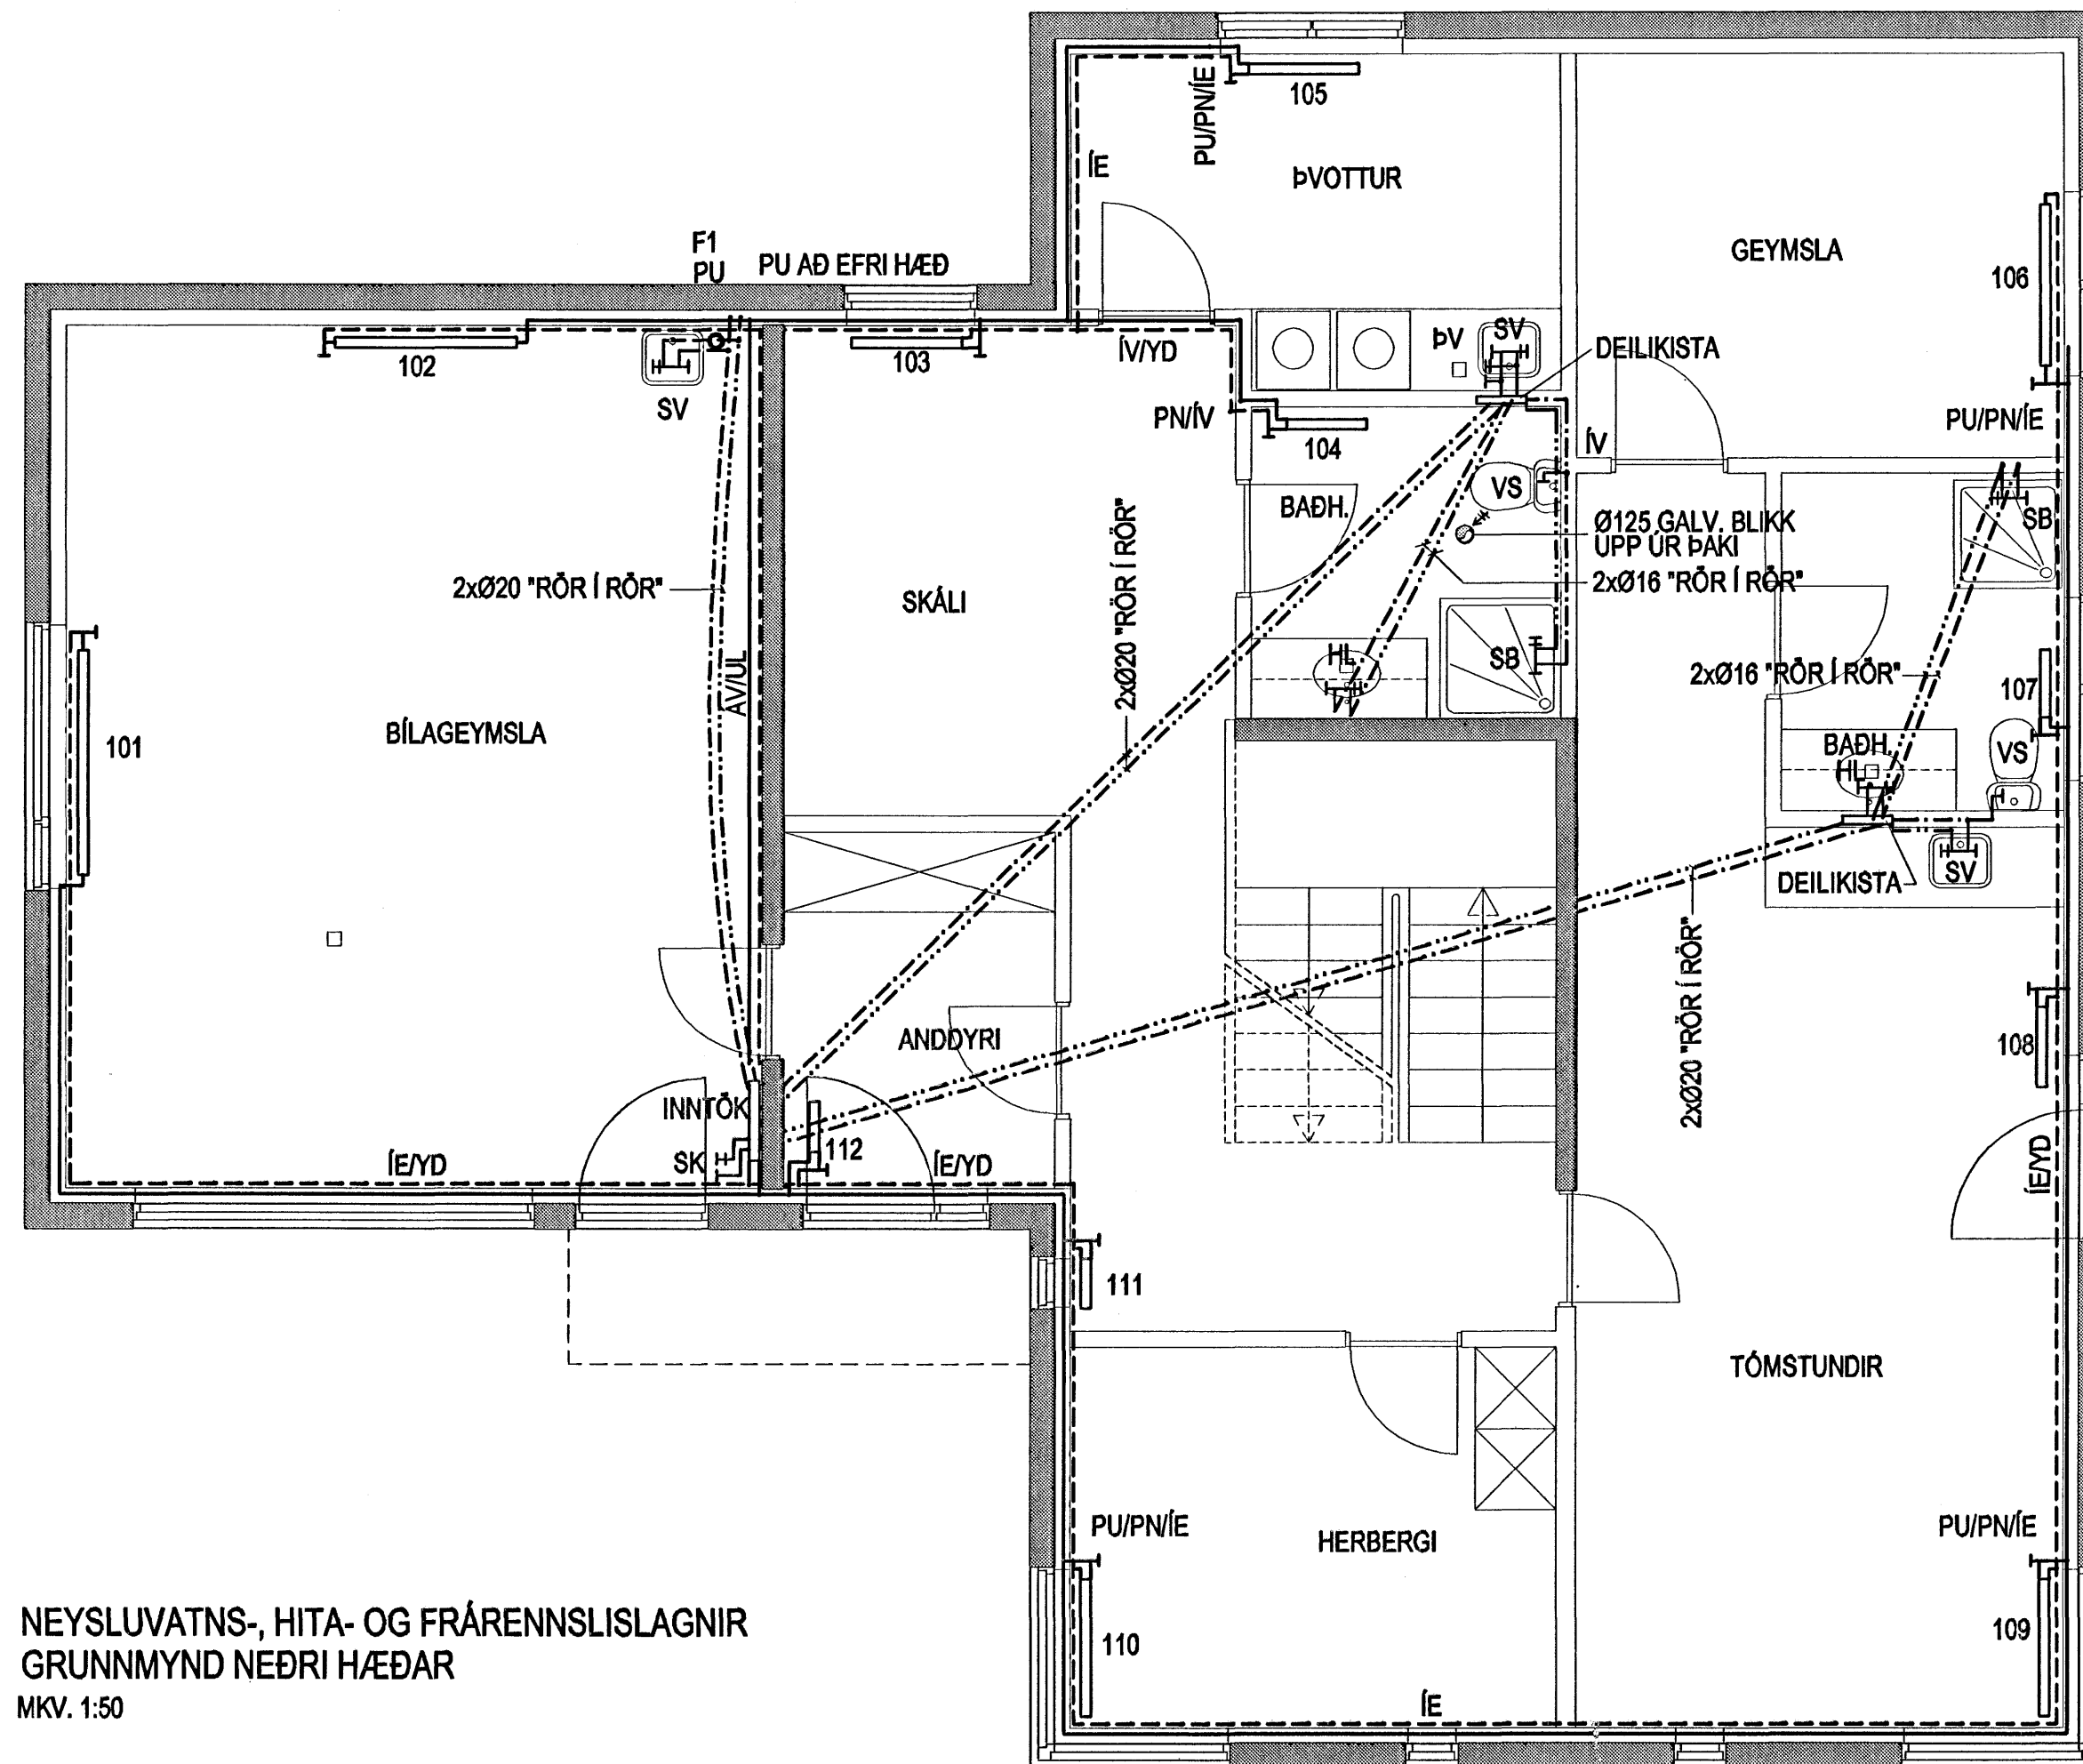 105
PU/PN/ÍE
ÍE
ÞVOTTUR
GEYMSLA
106
F1
PU
PU AÐ EFRI HÆÐ
102
SV
103
ÍV/YD
ÞV
SV
DEILIKISTA
PN/ÍV
104
PU/PN/ÍE
ÍV
VS
BAÐH.
Ø125 GALV. BLIKK
UPP ÚR ÞAKI
SB
2xØ20 "RÖR Í RÖR"
2xØ20 "RÖR Í RÖR"
2xØ16 "RÖR Í RÖR"
SKÁLI
HL
SB
AV/UL
2xØ16 "RÖR Í RÖR"
107
101
BÍLAGEYMSLA
BAÐH.
VS
HL
DEILIKISTA
SV
2xØ20 "RÖR Í RÖR"
ANDDYRI
108
INNTÖK
SK
112
ÍE/YD
ÍE/YD
ÍE/YD
111
TÓMSTUNDIR
PU/PN/ÍE
HERBERGI
PU/PN/ÍE
110
109
ÍE
NEYSLUVATNS-, HITA- OG FRÁRENNSLISLAGNIR
GRUNNMYND NEÐRI HÆÐAR
MKV. 1:50